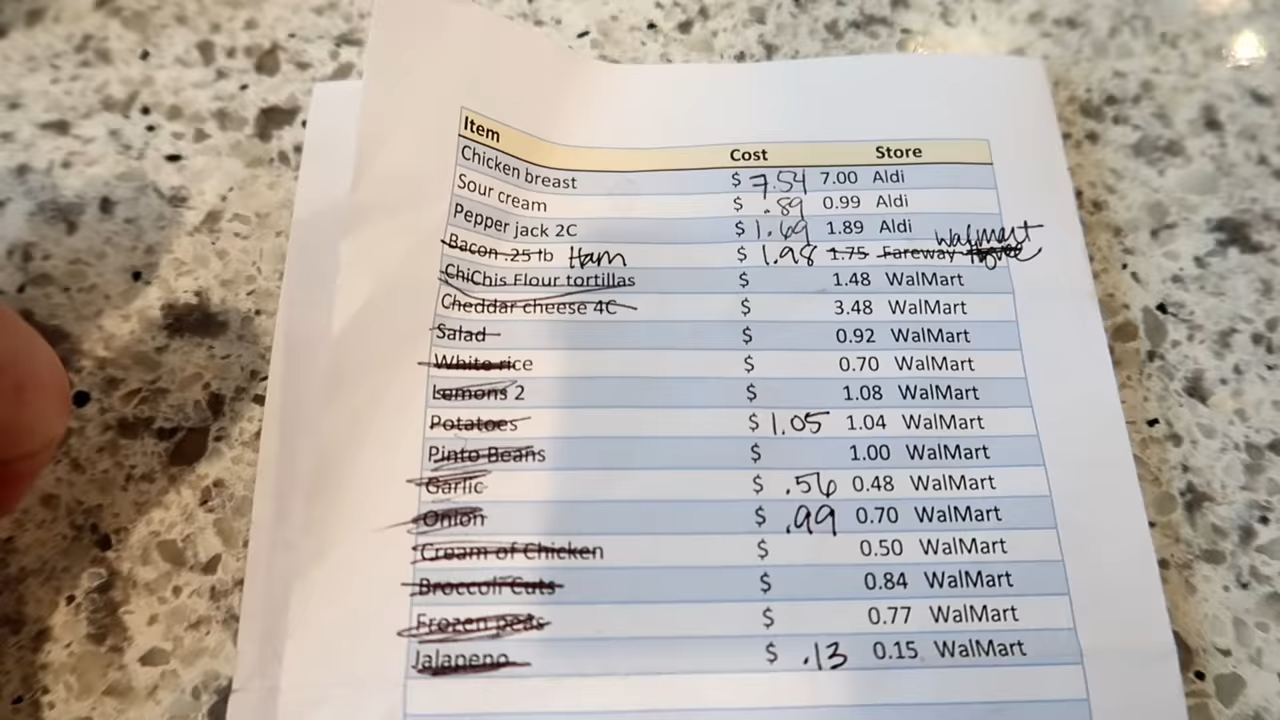 Item Cost Store
Chicken breast $ 7.54 7.00 Aldi
Sour cream $ .89 0.99 Aldi
Pepper jack 2C $ 1.69 1.89 Aldi
Walmart
Bacon .25 lb Ham $ 1.98 1.75 Fareway
ChiChis Flour tortillas $ 1.48 WalMart
Cheddar cheese 4C $ 3.48 WalMart
Salad $ 0.92 WalMart
White rice $ 0.70 WalMart
Lemons 2 $ 1.08 WalMart
Potatoes $ 1.05 1.04 WalMart
Pinto Beans $ 1.00 WalMart
Garlic $ .56 0.48 WalMart
Onion $ .99 0.70 WalMart
Cream of Chicken $ 0.50 WalMart
Broccoli Cuts $ 0.84 WalMart
Frozen peas $ 0.77 WalMart
Jalapeno $ .13 0.15 WalMart